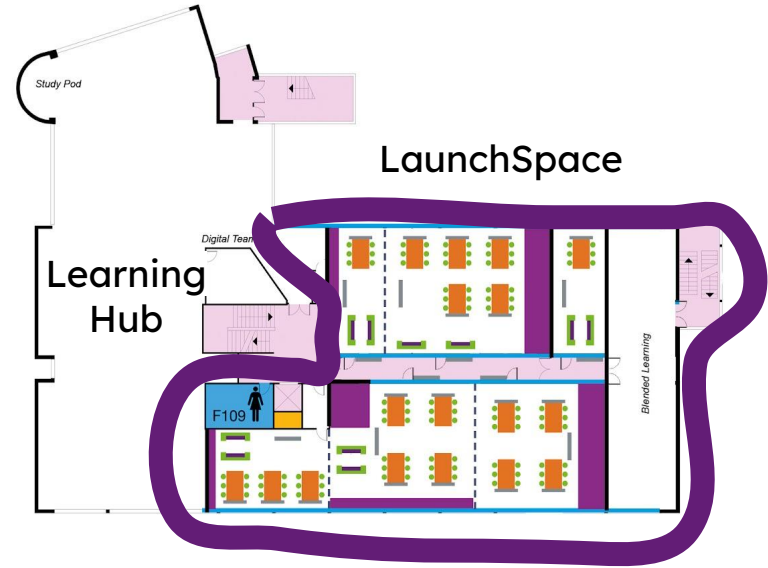 Study Pod
LaunchSpace
Digital Team
Learning
Hub
Blended Learning
F109